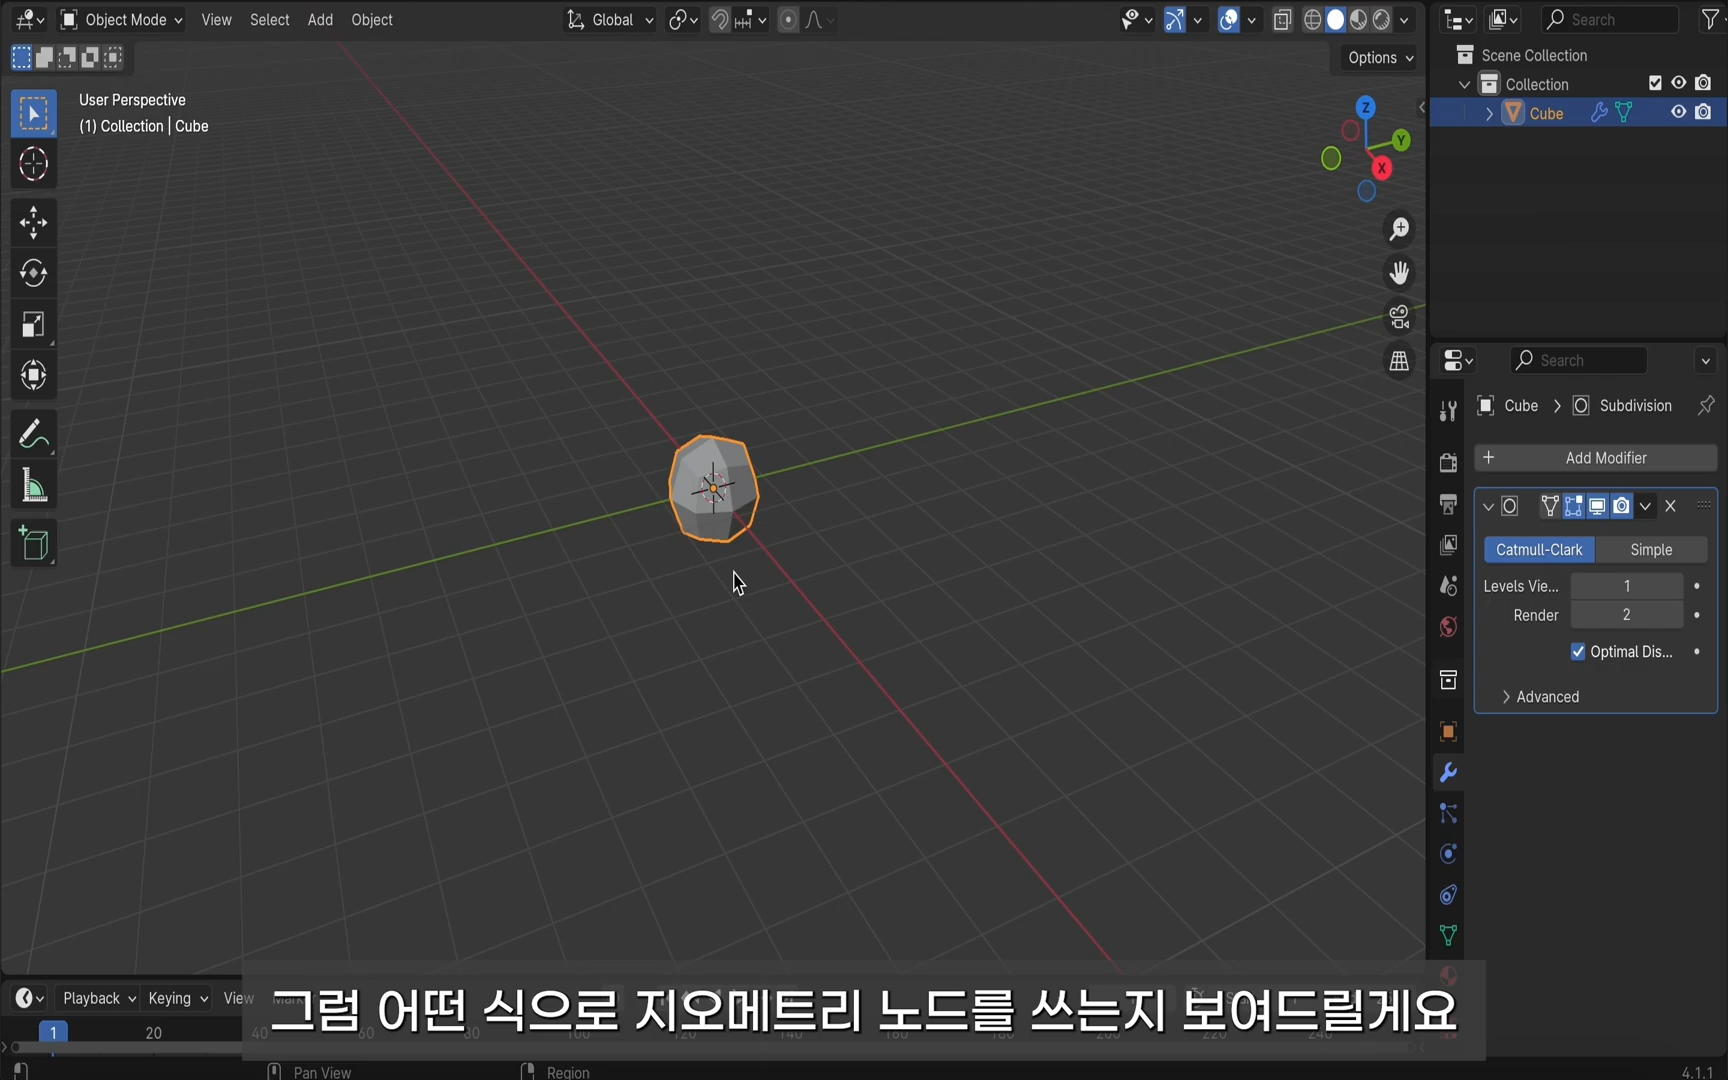 Object Mode View Select Add Object Global Search
Options
Scene Collection
Collection
Cube
User Perspective
(1) Collection | Cube
Z
Y
X
Search
Cube > Subdivision
+ Add Modifier
Catmull-Clark Simple
Levels Vie... 1
Render 2
Optimal Dis...
Advanced
Playback Keying View
1 20
그럼 어떤 식으로 지오메트리 노드를 쓰는지 보여드릴게요
Pan View Region 4.1.1